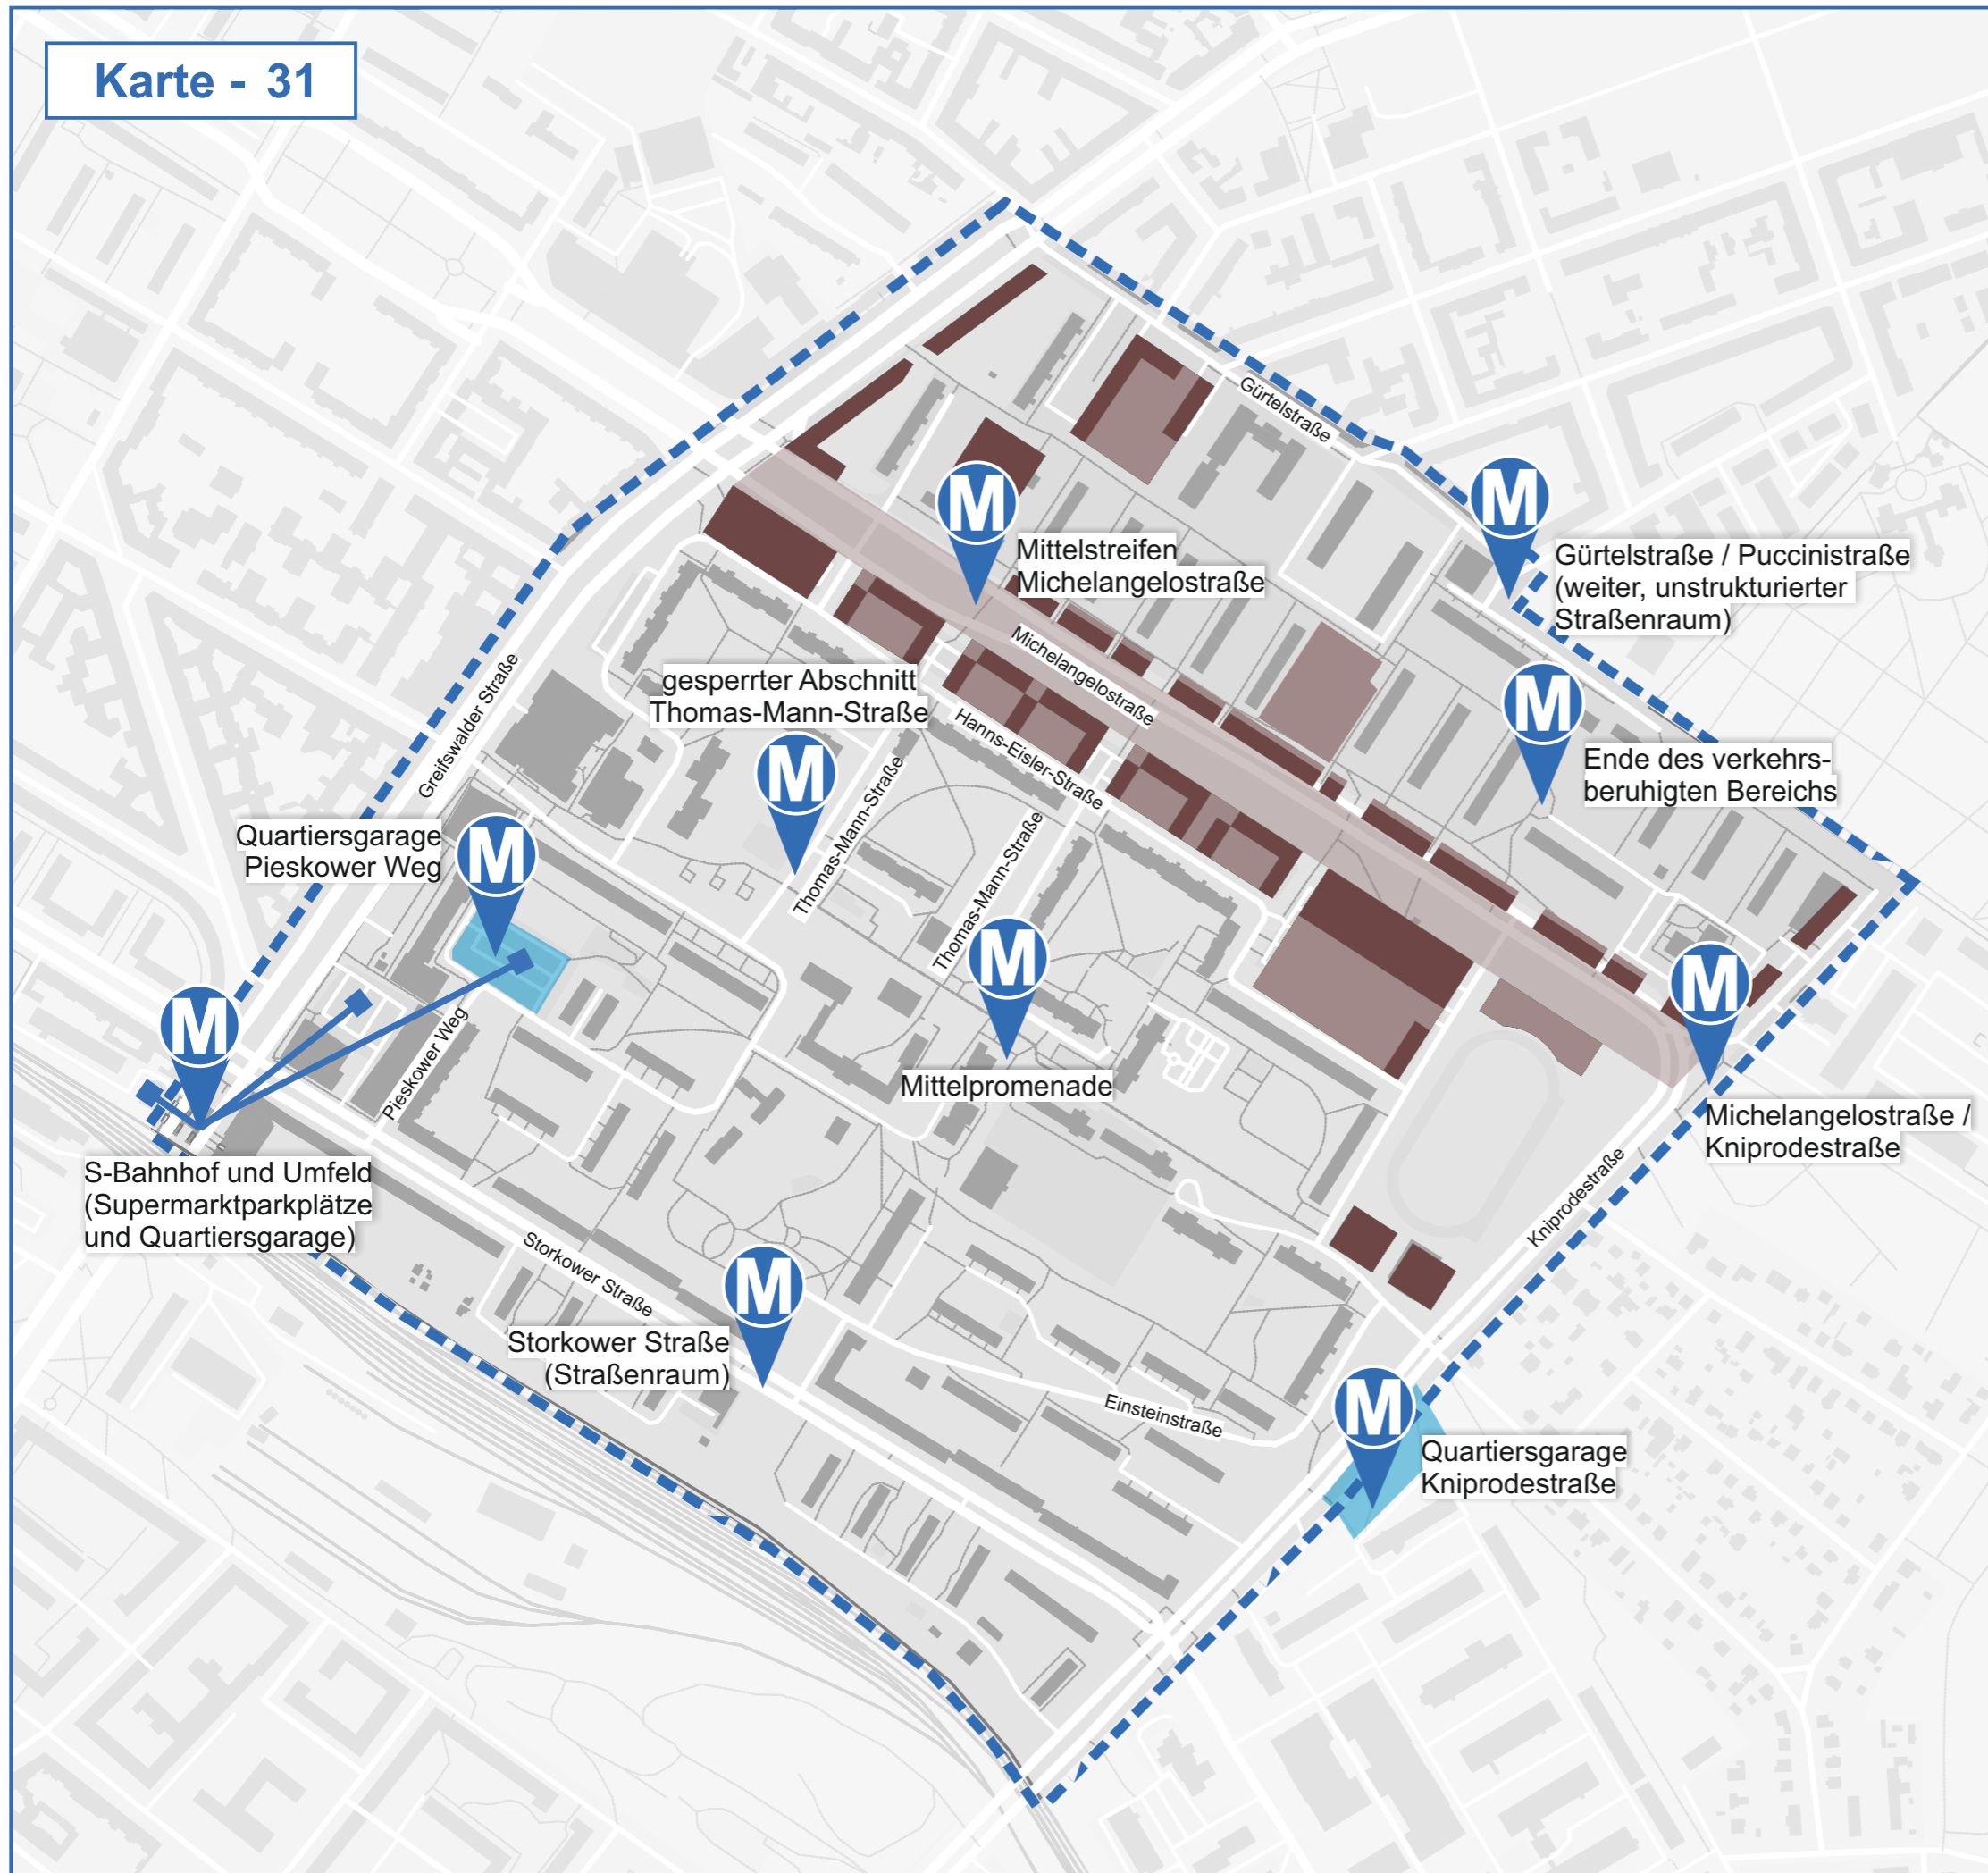 Karte - 31
Gürtelstraße
M
M
Mittelstreifen
Michelangelostraße
Gürtelstraße / Puccinistraße
(weiter, unstrukturierter
Straßenraum)
Michelangelostraße
Greifswalder Straße
gesperrter Abschnitt
Thomas-Mann-Straße
M
Hanns-Eisler-Straße
M
Ende des verkehrs-
beruhigten Bereichs
Thomas-Mann-Straße
Thomas-Mann-Straße
Quartiersgarage
Pieskower Weg
M
M
Mittelpromenade
M
Michelangelostraße /
Kniprodestraße
M
Pieskower Weg
S-Bahnhof und Umfeld
(Supermarktparkplätze
und Quartiersgarage)
Kniprodestraße
Storkower Straße
M
Storkower Straße
(Straßenraum)
Einsteinstraße
M
Quartiersgarage
Kniprodestraße